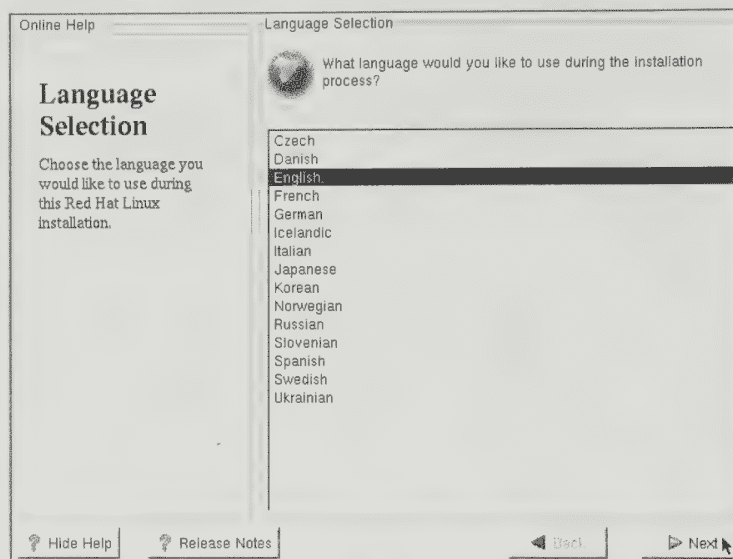 Online Help
Language
Selection
Choose the language you
would like to use during
this Red Hat Linux
installation.
Language Selection
What language would you like to use during the installation
process?
Czech
Danish
English
French
German
Icelandic
Italian
Japanese
Korean
Norwegian
Russian
Slovenian
Spanish
Swedish
Ukrainian
Hide Help
Release Notes
Back
Next